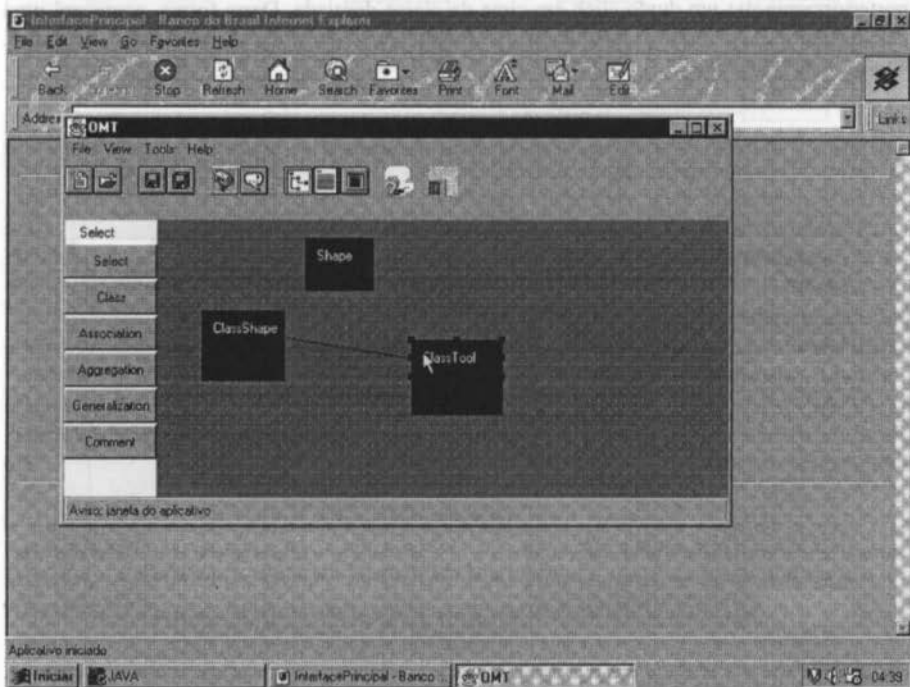 InterfacePrincipal - Banco do Brasil Internet Explorer
File Edit View Go Favorites Help
Back Stop Refresh Home Search Favorites Print Font Mail Edit
Address Links
OMT
File View Tools Help
Select
Select
Class
Association
Aggregation
Generalization
Comment
Shape
ClassShape
ClassTool
Aviso: janela do aplicativo
Aplicativo iniciado
Iniciar JAVA InterfacePrincipal - Banco ... OMT 04:39